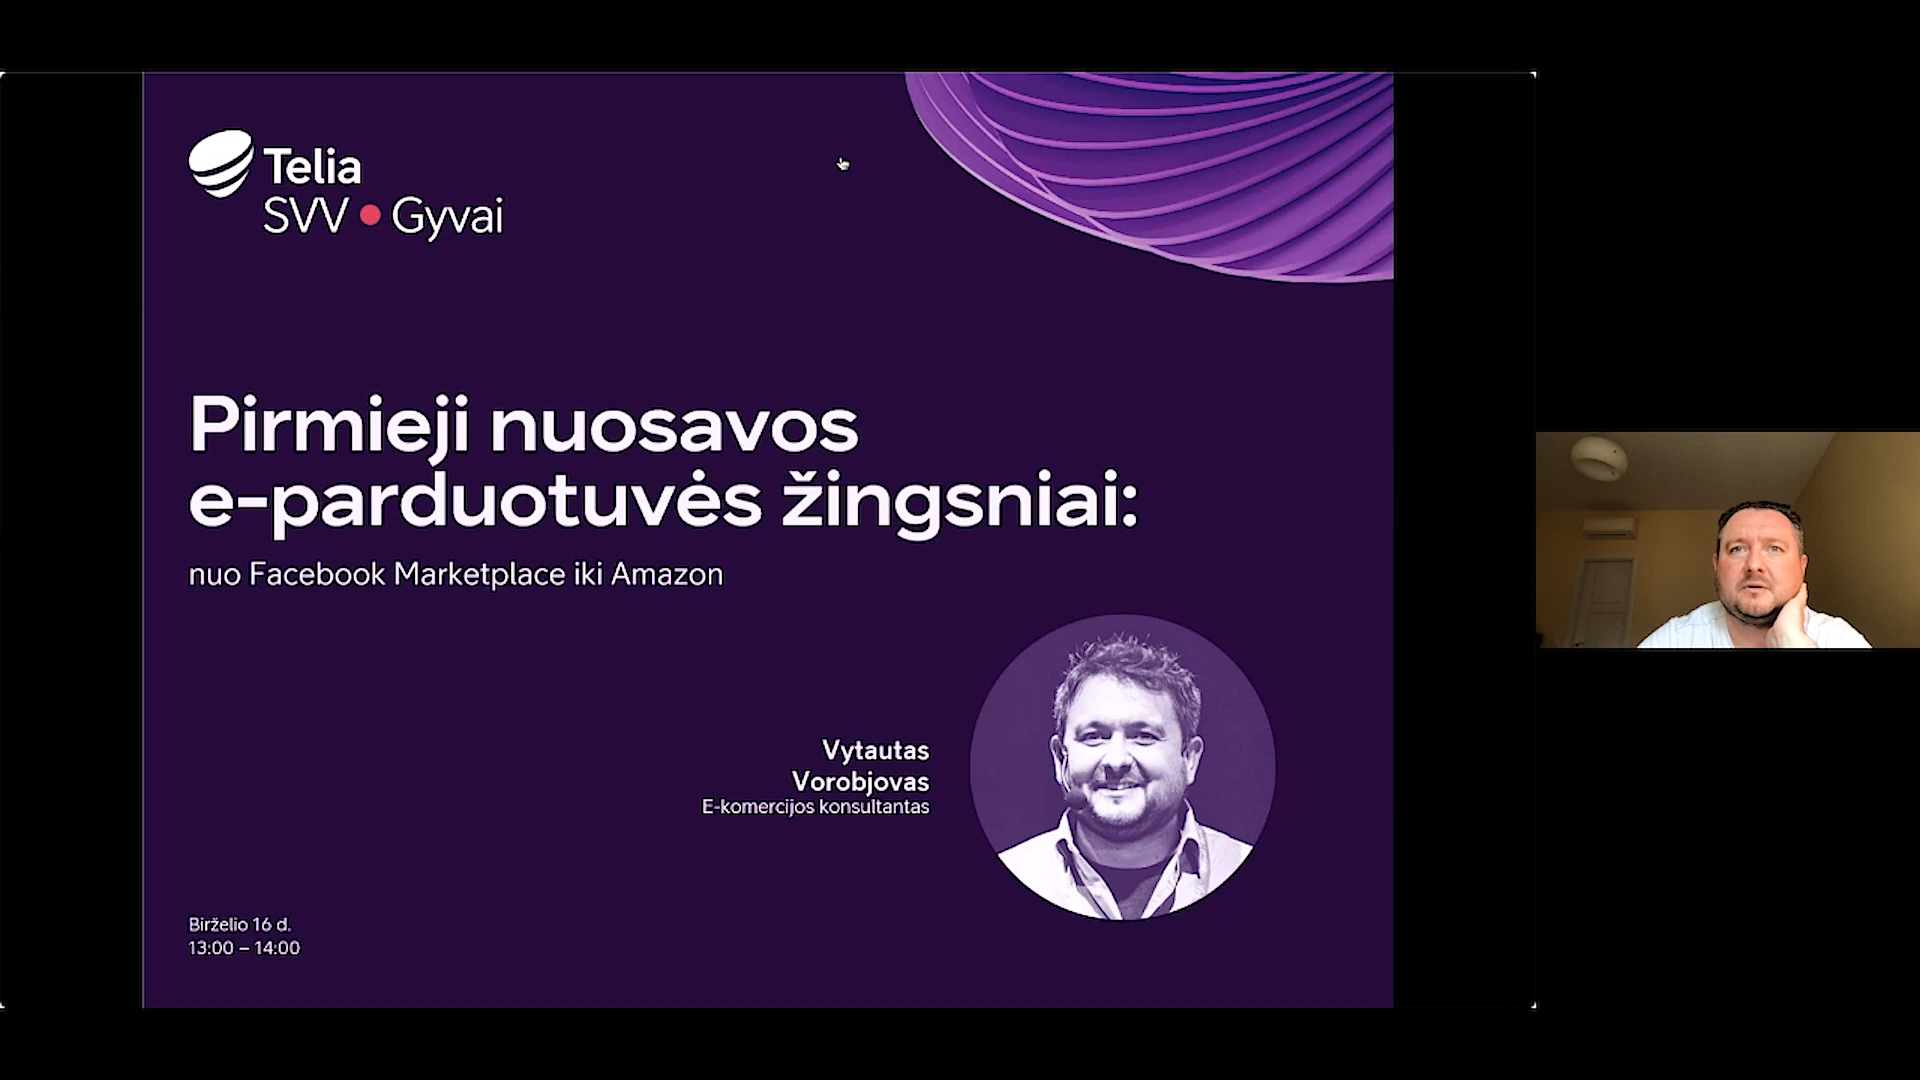 Telia
SVV • Gyvai
Pirmieji nuosavos
e-parduotuvės žingsniai:
nuo Facebook Marketplace iki Amazon
Vytautas
Vorobjovas
E-komercijos konsultantas
Birželio 16 d.
13:00 – 14:00